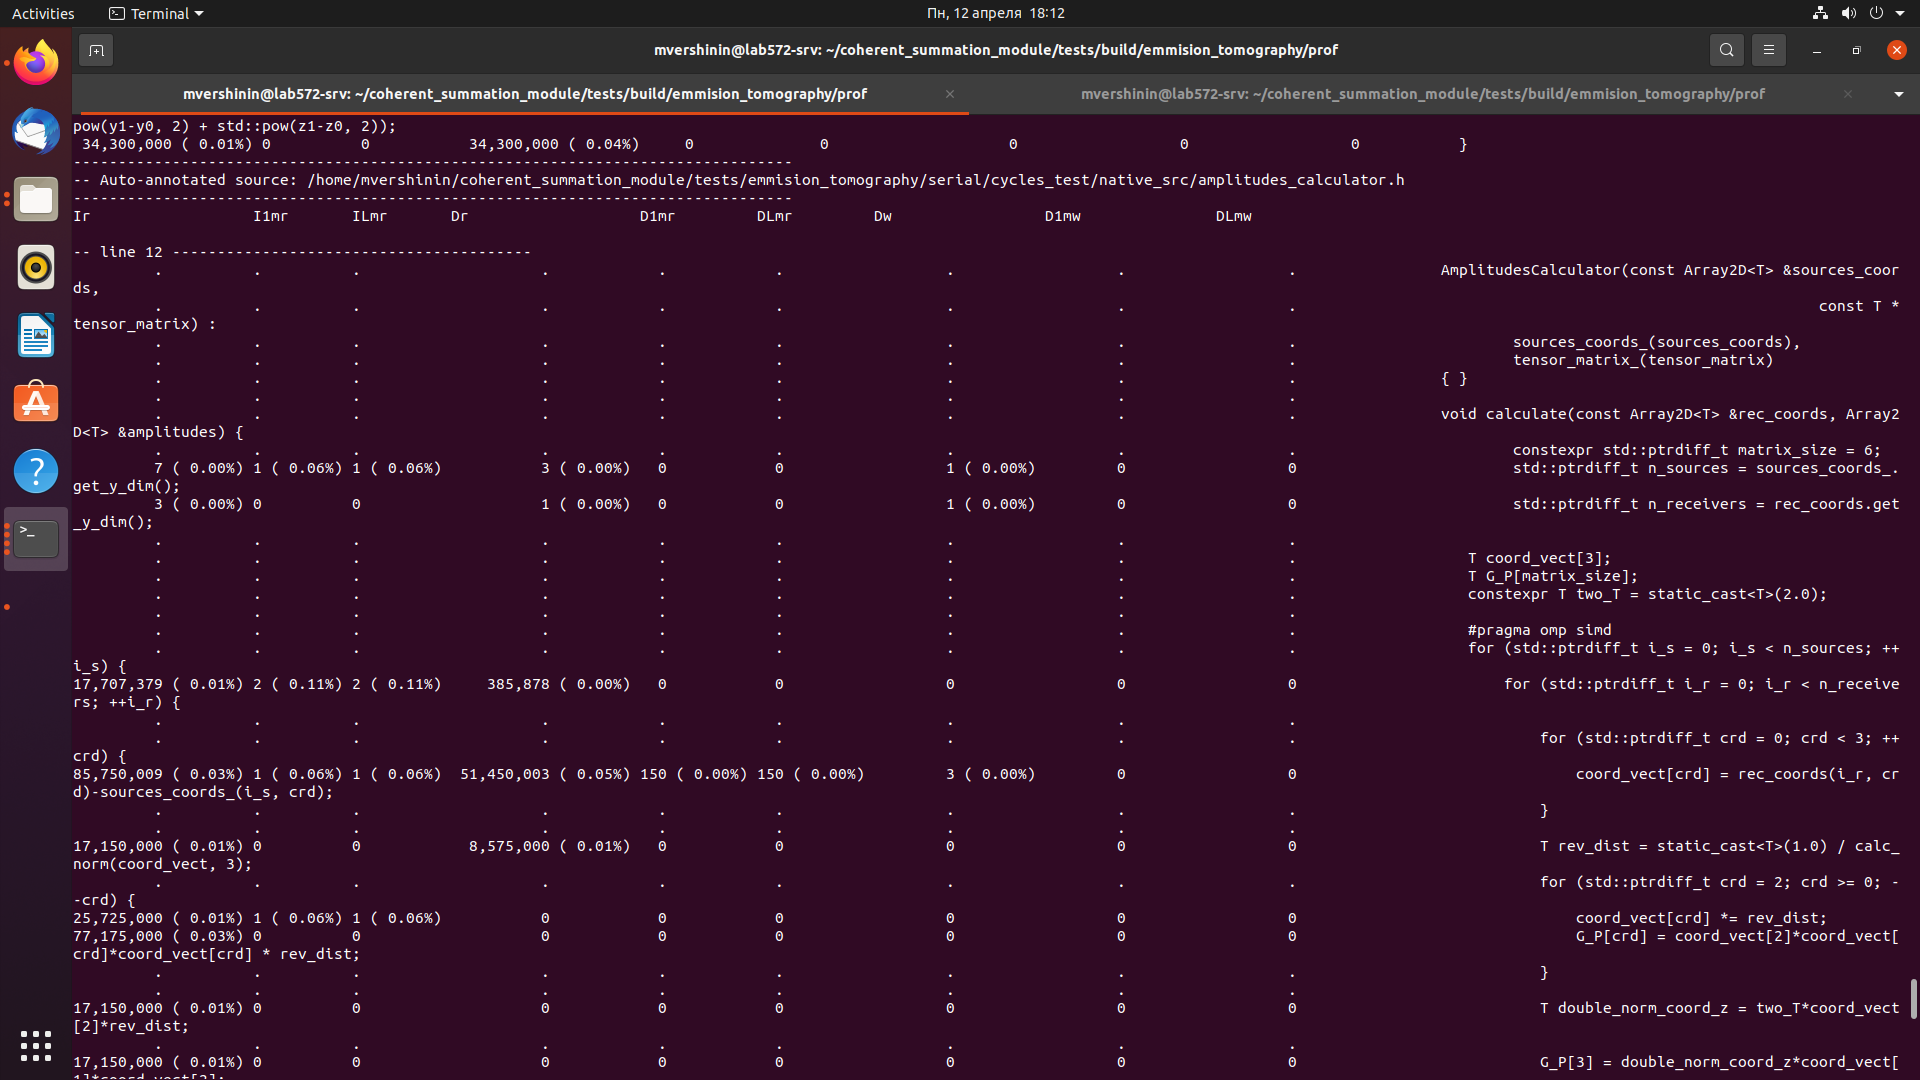 Activities Terminal Пн, 12 апреля 18:12
mvershinin@lab572-srv: ~/coherent_summation_module/tests/build/emmision_tomography/prof
mvershinin@lab572-srv: ~/coherent_summation_module/tests/build/emmision_tomography/prof mvershinin@lab572-srv: ~/coherent_summation_module/tests/build/emmision_tomography/prof
pow(y1-y0, 2) + std::pow(z1-z0, 2));
34,300,000 ( 0.01%) 0 0 34,300,000 ( 0.04%) 0 0 0 0 0 }
--------------------------------------------------------------------------------
-- Auto-annotated source: /home/mvershinin/coherent_summation_module/tests/emmision_tomography/serial/cycles_test/native_src/amplitudes_calculator.h
--------------------------------------------------------------------------------
Ir I1mr ILmr Dr D1mr DLmr Dw D1mw DLmw
-- line 12 ----------------------------------------
. . . . . . . . . AmplitudesCalculator(const Array2D<T> &sources_coor
ds,
. . . . . . . . . const T *
tensor_matrix) :
. . . . . . . . . sources_coords_(sources_coords),
. . . . . . . . . tensor_matrix_(tensor_matrix)
. . . . . . . . . { }
. . . . . . . . .
. . . . . . . . . void calculate(const Array2D<T> &rec_coords, Array2
D<T> &amplitudes) {
. . . . . . . . . constexpr std::ptrdiff_t matrix_size = 6;
7 ( 0.00%) 1 ( 0.06%) 1 ( 0.06%) 3 ( 0.00%) 0 0 1 ( 0.00%) 0 0 std::ptrdiff_t n_sources = sources_coords_.
get_y_dim();
3 ( 0.00%) 0 0 1 ( 0.00%) 0 0 1 ( 0.00%) 0 0 std::ptrdiff_t n_receivers = rec_coords.get
_y_dim();
. . . . . . . . .
. . . . . . . . . T coord_vect[3];
. . . . . . . . . T G_P[matrix_size];
. . . . . . . . . constexpr T two_T = static_cast<T>(2.0);
. . . . . . . . .
. . . . . . . . . #pragma omp simd
. . . . . . . . . for (std::ptrdiff_t i_s = 0; i_s < n_sources; ++
i_s) {
17,707,379 ( 0.01%) 2 ( 0.11%) 2 ( 0.11%) 385,878 ( 0.00%) 0 0 0 0 0 for (std::ptrdiff_t i_r = 0; i_r < n_receive
rs; ++i_r) {
. . . . . . . . .
. . . . . . . . . for (std::ptrdiff_t crd = 0; crd < 3; ++
crd) {
85,750,009 ( 0.03%) 1 ( 0.06%) 1 ( 0.06%) 51,450,003 ( 0.05%) 150 ( 0.00%) 150 ( 0.00%) 3 ( 0.00%) 0 0 coord_vect[crd] = rec_coords(i_r, cr
d)-sources_coords_(i_s, crd);
. . . . . . . . . }
. . . . . . . . .
17,150,000 ( 0.01%) 0 0 8,575,000 ( 0.01%) 0 0 0 0 0 T rev_dist = static_cast<T>(1.0) / calc_
norm(coord_vect, 3);
. . . . . . . . . for (std::ptrdiff_t crd = 2; crd >= 0; -
-crd) {
25,725,000 ( 0.01%) 1 ( 0.06%) 1 ( 0.06%) 0 0 0 0 0 0 coord_vect[crd] *= rev_dist;
77,175,000 ( 0.03%) 0 0 0 0 0 0 0 0 G_P[crd] = coord_vect[2]*coord_vect[
crd]*coord_vect[crd] * rev_dist;
. . . . . . . . . }
. . . . . . . . .
17,150,000 ( 0.01%) 0 0 0 0 0 0 0 0 T double_norm_coord_z = two_T*coord_vect
[2]*rev_dist;
. . . . . . . . .
17,150,000 ( 0.01%) 0 0 0 0 0 0 0 0 G_P[3] = double_norm_coord_z*coord_vect[